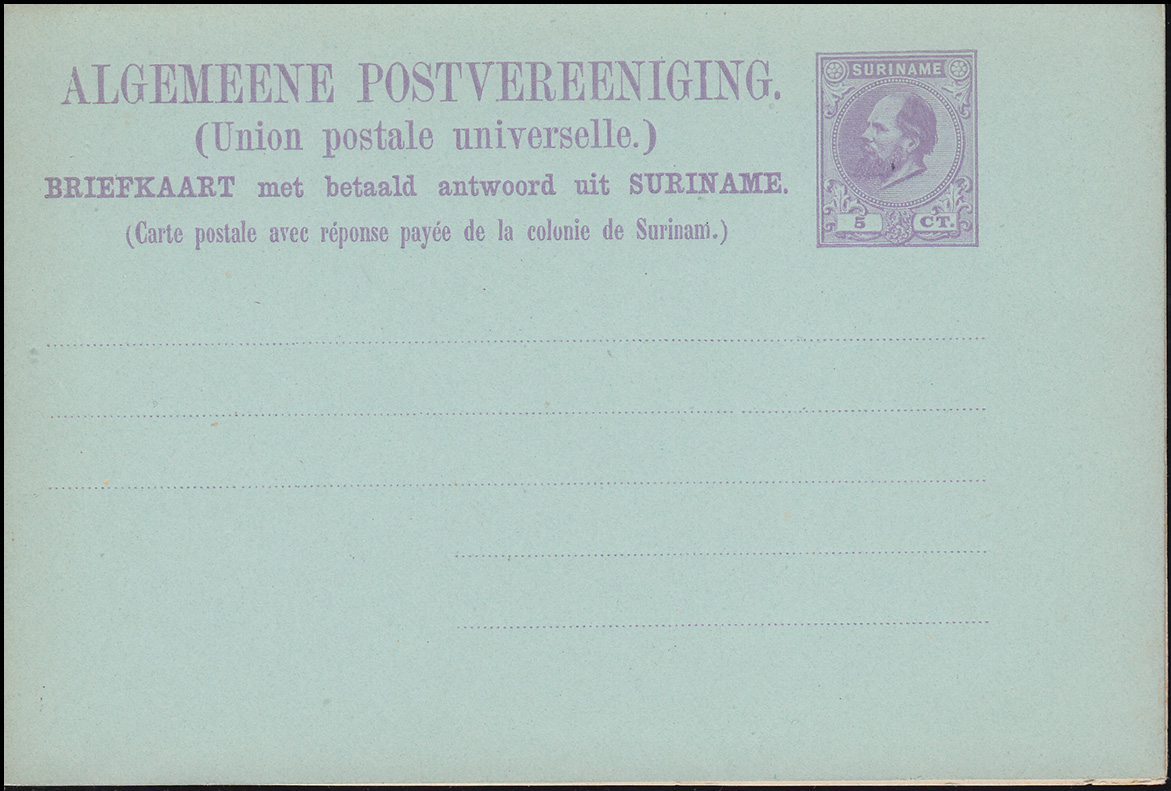 ALGEMEENE POSTVEREENIGING.
(Union postale universelle.)
BRIEFKAART met betaald antwoord uit SURINAME.
(Carte postale avec réponse payée de la colonie de Surinam.)
SURINAME
5 CT.